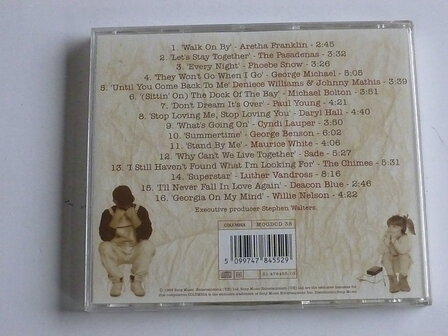 1. 'Walk On By' - Aretha Franklin - 2:45
2. 'Let's Stay Together' - The Pasadenas - 3:32
3. 'Every Night' - Phoebe Snow - 3:26
4. 'They Won't Go When I Go' - George Michael - 5:05
5. 'Until You Come Back To Me' Deniece Williams & Johnny Mathis - 3:39
6. '(Sittin' On) The Dock Of The Bay' - Michael Bolton - 3:51
7. 'Don't Dream It's Over' - Paul Young - 4:21
8. 'Stop Loving Me, Stop Loving You' - Daryl Hall - 4:40
9. 'What's Going On' - Cyndi Lauper - 3:50
10. 'Summertime' - George Benson - 6:02
11. 'Stand By Me' - Maurice White - 4:06
12. 'Why Can't We Live Together' - Sade - 5:27
13. 'I Still Haven't Found What I'm Looking For' - The Chimes - 5:31
14. 'Superstar' - Luther Vandross - 8:16
15. 'I'll Never Fall In Love Again' - Deacon Blue - 2:46
16. 'Georgia On My Mind' - Willie Nelson - 4:22
Executive producer Stephen Walters.
COLUMBIA MOODCD 38
5 099747 845529